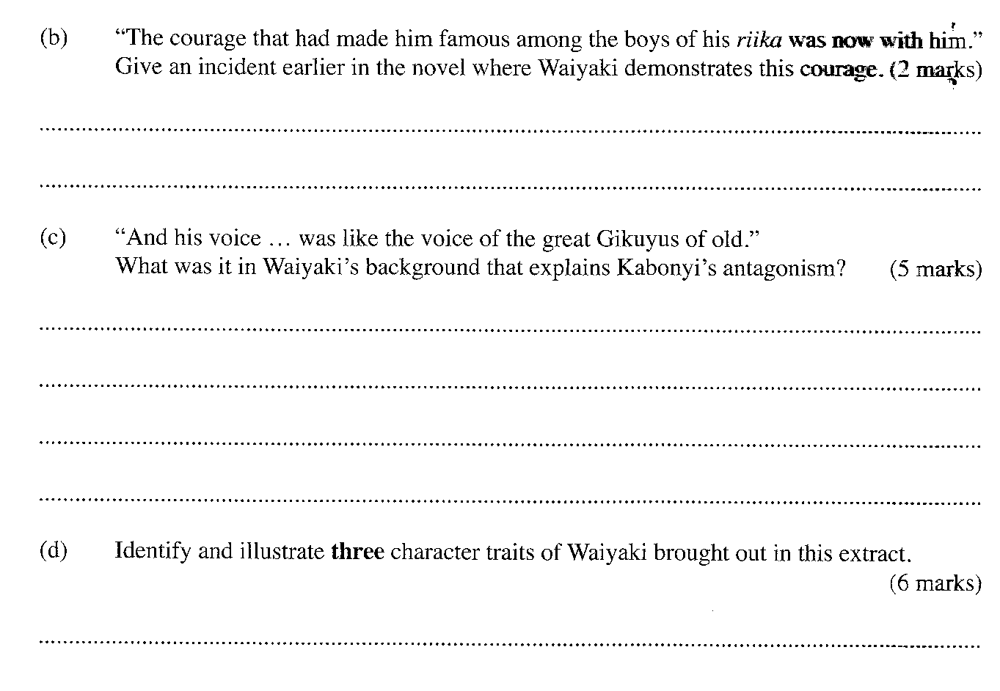 (b) “The courage that had made him famous among the boys of his riika was now with him.”
Give an incident earlier in the novel where Waiyaki demonstrates this courage. (2 marks)
(c) “And his voice ... was like the voice of the great Gikuyus of old.”
What was it in Waiyaki’s background that explains Kabonyi’s antagonism? (5 marks)
(d) Identify and illustrate three character traits of Waiyaki brought out in this extract.
(6 marks)